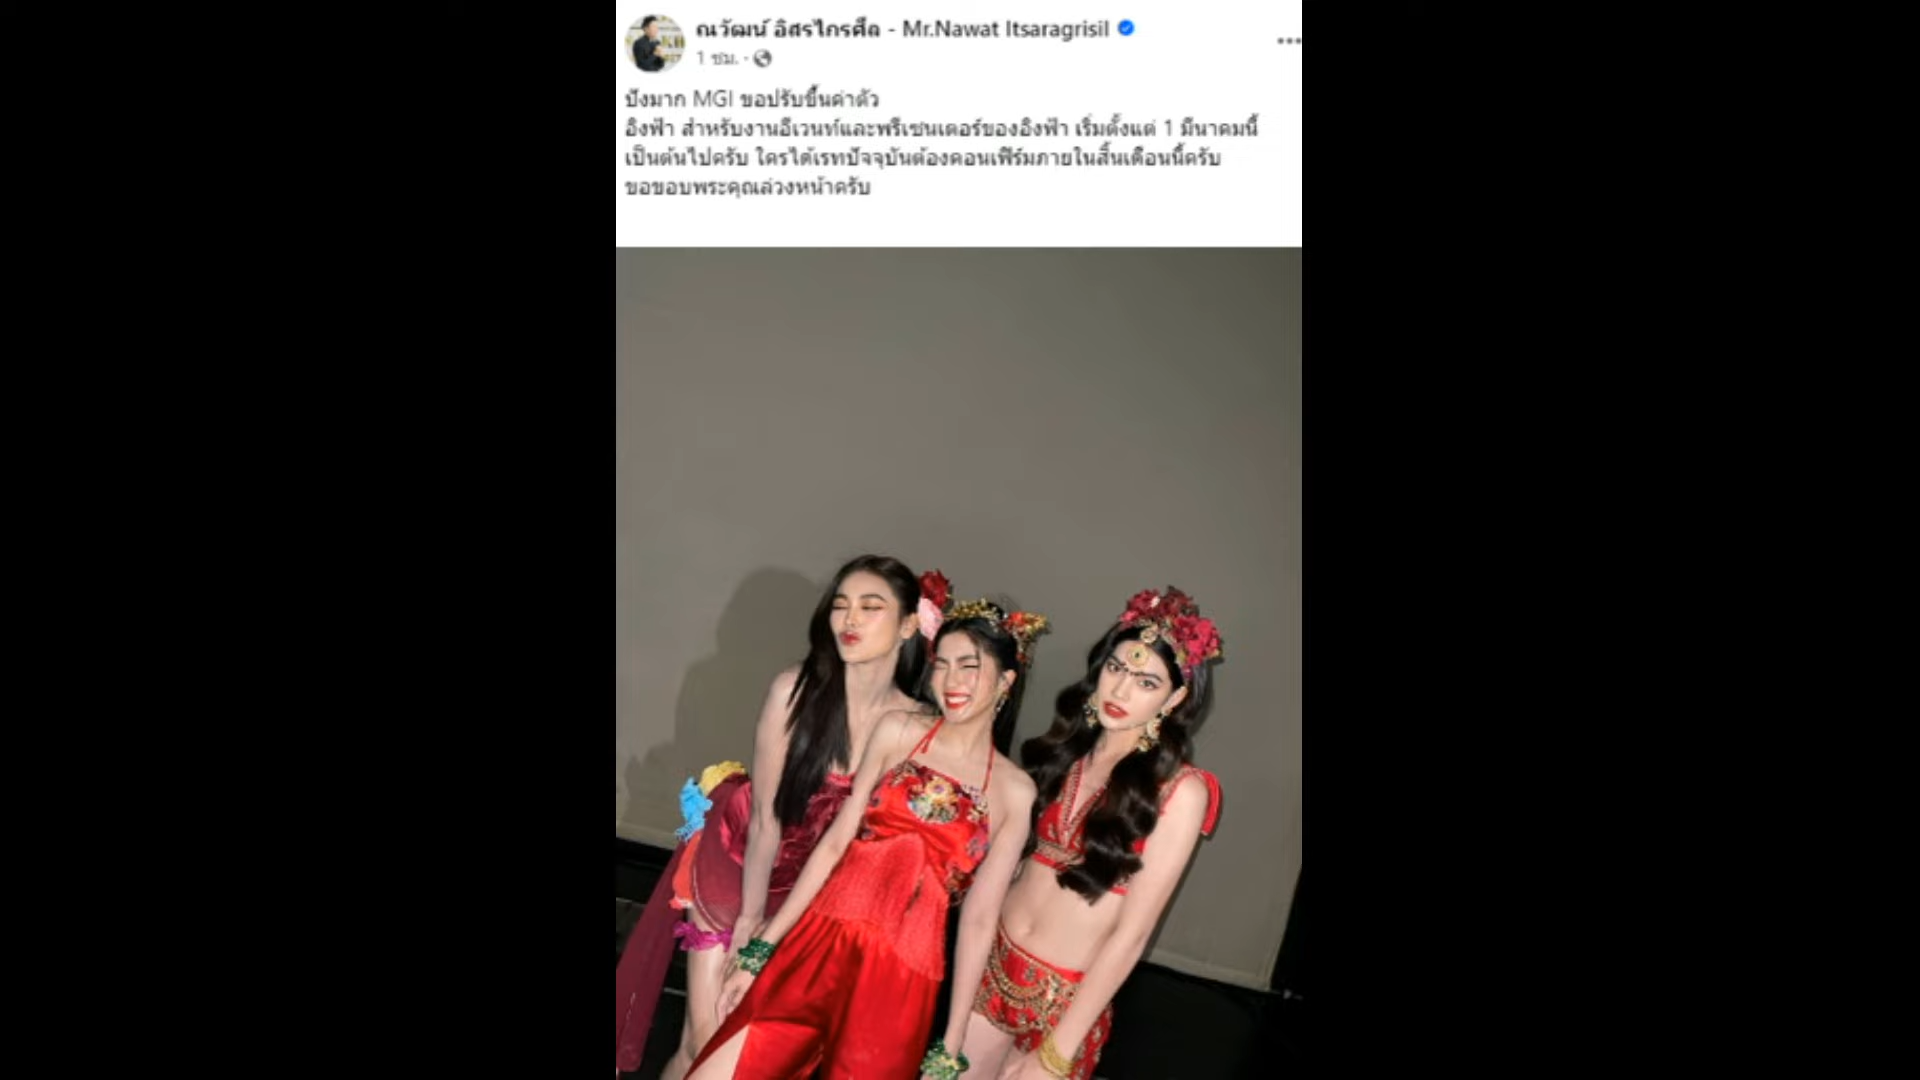 ณวัฒน์ อิสรไกรศีล - Mr.Nawat Itsaragrisil
1 ชม. ·
ปังมาก MGI ขอปรับขึ้นค่าตัว
อิงฟ้า สำหรับงานอีเวนท์และพรีเซนเตอร์ของอิงฟ้า เริ่มตั้งแต่ 1 มีนาคมนี้
เป็นต้นไปครับ ใครได้เรทปัจจุบันต้องคอนเฟิร์มภายในสิ้นเดือนนี้ครับ
ขอขอบพระคุณล่วงหน้าครับ